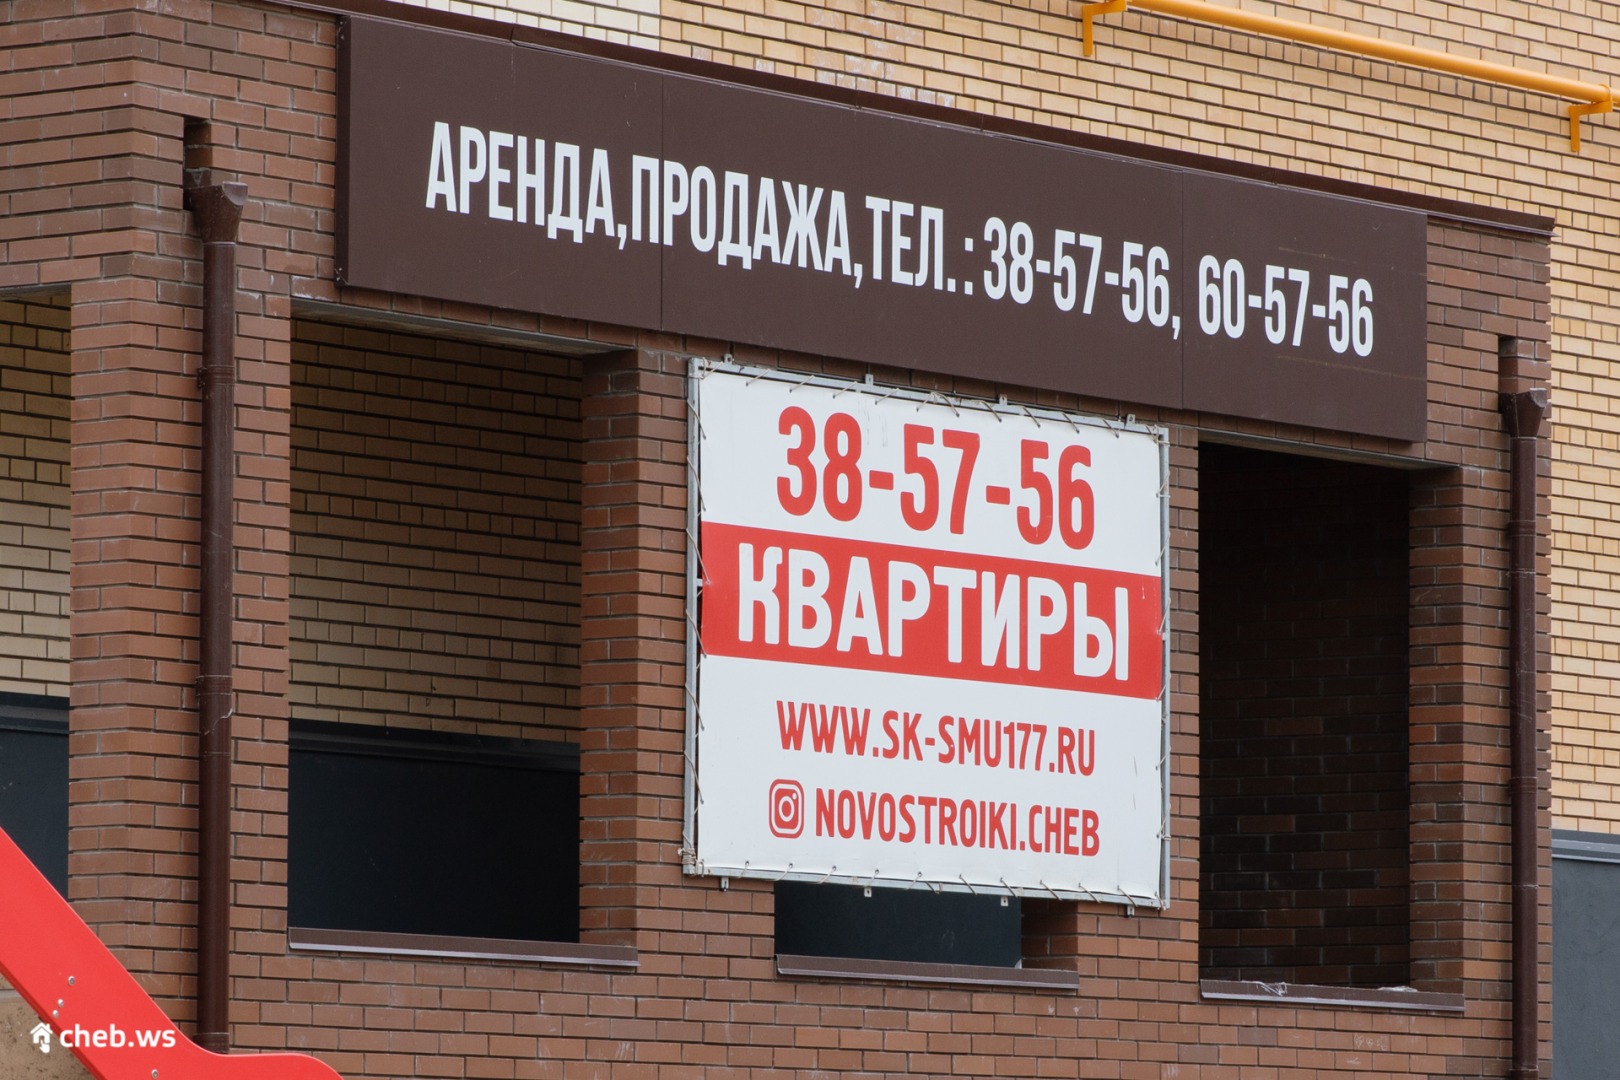 АРЕНДА,ПРОДАЖА,ТЕЛ.:38-57-56, 60-57-56
38-57-56
КВАРТИРЫ
WWW.SK-SMU177.RU
NOVOSTROIKI.CHEB
cheb.ws